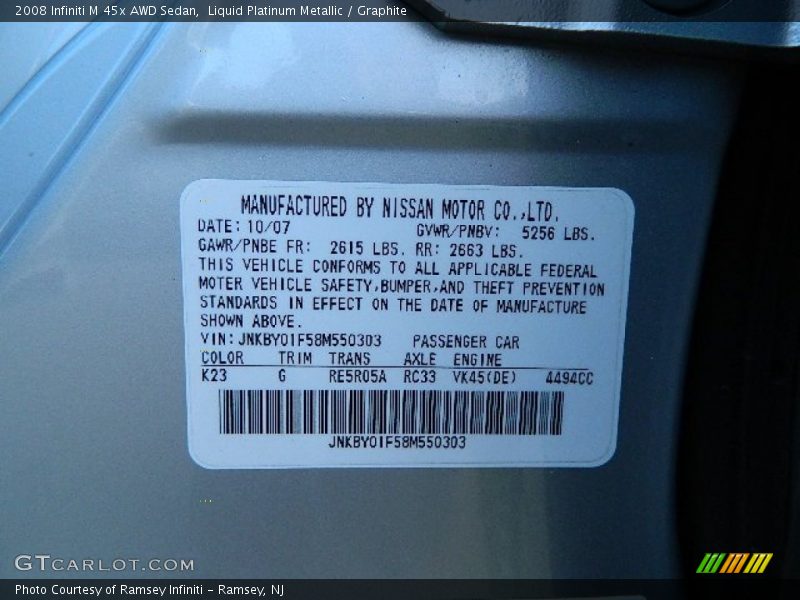 2008 Infiniti M 45x AWD Sedan,  Liquid Platinum Metallic / Graphite
MANUFACTURED BY NISSAN MOTOR CO.,LTD.
DATE: 10/07 GVWR/PNBV: 5256 LBS.
GAWR/PNBE FR: 2615 LBS. RR: 2663 LBS.
THIS VEHICLE CONFORMS TO ALL APPLICABLE FEDERAL
MOTER VEHICLE SAFETY,BUMPER,AND THEFT PREVENTION
STANDARDS IN EFFECT ON THE DATE OF MANUFACTURE
SHOWN ABOVE.
VIN: JNKBY01F58M550303 PASSENGER CAR
COLOR TRIM TRANS AXLE ENGINE
K23 G RE5R05A RC33 VK45(DE) 4494CC
JNKBY01F58M550303
GTCARLOT.COM
Photo Courtesy of Ramsey Infiniti - Ramsey, NJ